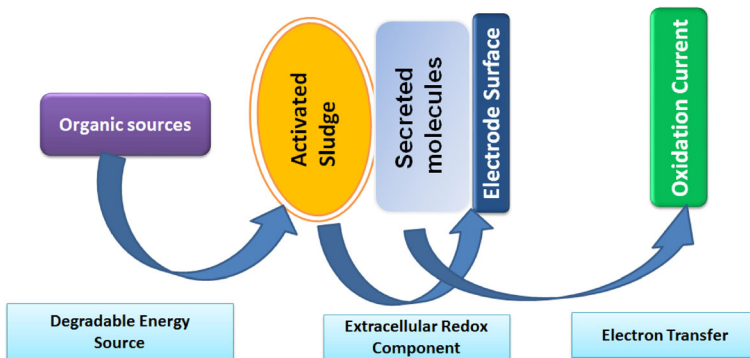 Organic sources
Activated
Sludge
Secreted
molecules
Electrode Surface
Oxidation Current
Degradable Energy
Source
Extracellular Redox
Component
Electron Transfer